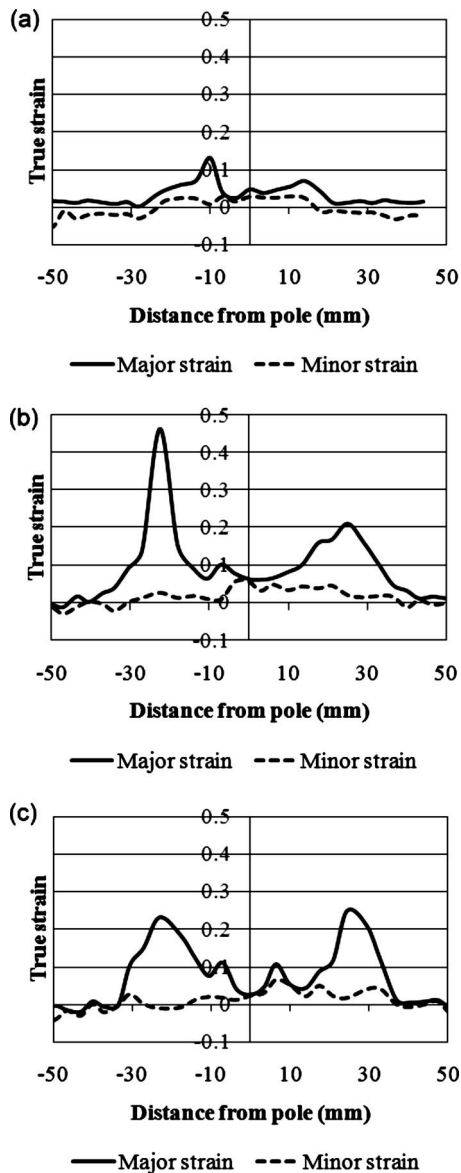 (a)
0.5
0.4
0.3
0.2
0.1
0
-0.1
True strain
-50 -30 -10 10 30 50
Distance from pole (mm)
Major strain Minor strain
(b)
0.5
0.4
0.3
0.2
0.1
0
-0.1
True strain
-50 -30 -10 10 30 50
Distance from pole (mm)
Major strain Minor strain
(c)
0.5
0.4
0.3
0.2
0.1
0
-0.1
True strain
-50 -30 -10 10 30 50
Distance from pole (mm)
Major strain Minor strain